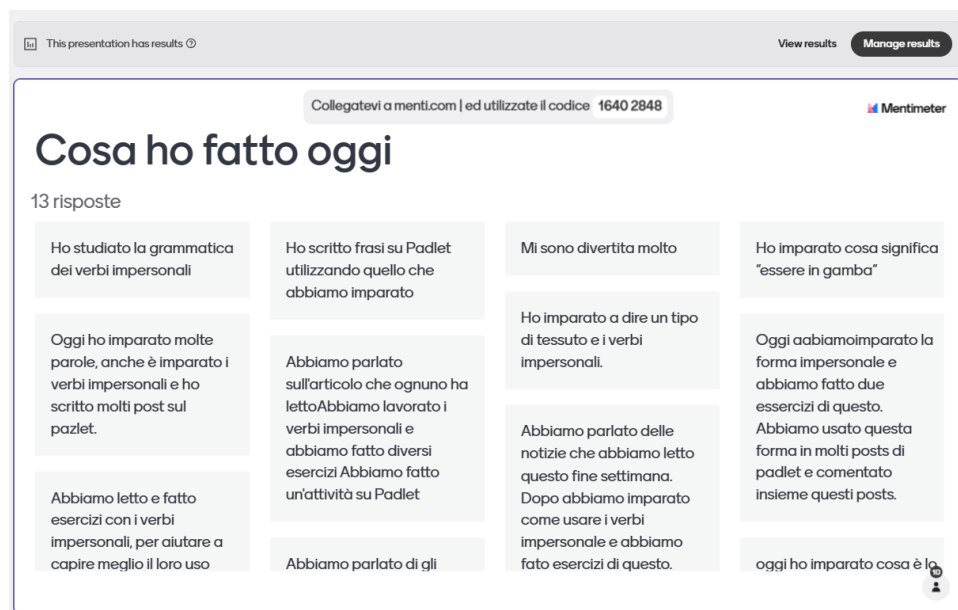 This presentation has results
View results
Manage results
Collegatevi a menti.com | ed utilizzate il codice 1640 2848
Mentimeter
Cosa ho fatto oggi
13 risposte
Ho studiato la grammatica
dei verbi impersonali
Oggi ho imparato molte
parole, anche è imparato i
verbi impersonali e ho
scritto molti post sul
pazlet.
Abbiamo letto e fatto
esercizi con i verbi
impersonali, per aiutare a
capire meglio il loro uso
Ho scritto frasi su Padlet
utilizzando quello che
abbiamo imparato
Abbiamo parlato
sull'articolo che ognuno ha
lettoAbbiamo lavorato i
verbi impersonali e
abbiamo fatto diversi
esercizi Abbiamo fatto
un'attività su Padlet
Abbiamo parlato di gli
Mi sono divertita molto
Ho imparato a dire un tipo
di tessuto e i verbi
impersonali.
Abbiamo parlato delle
notizie che abbiamo letto
questo fine settimana.
Dopo abbiamo imparato
come usare i verbi
impersonale e abbiamo
fato esercizi di questo.
Ho imparato cosa significa
"essere in gamba"
Oggi aabiamoimparato la
forma impersonale e
abbiamo fatto due
essercizi di questo.
Abbiamo usato questa
forma in molti posts di
padlet e comentato
insieme questi posts.
oggi ho imparato cosa è lo
10